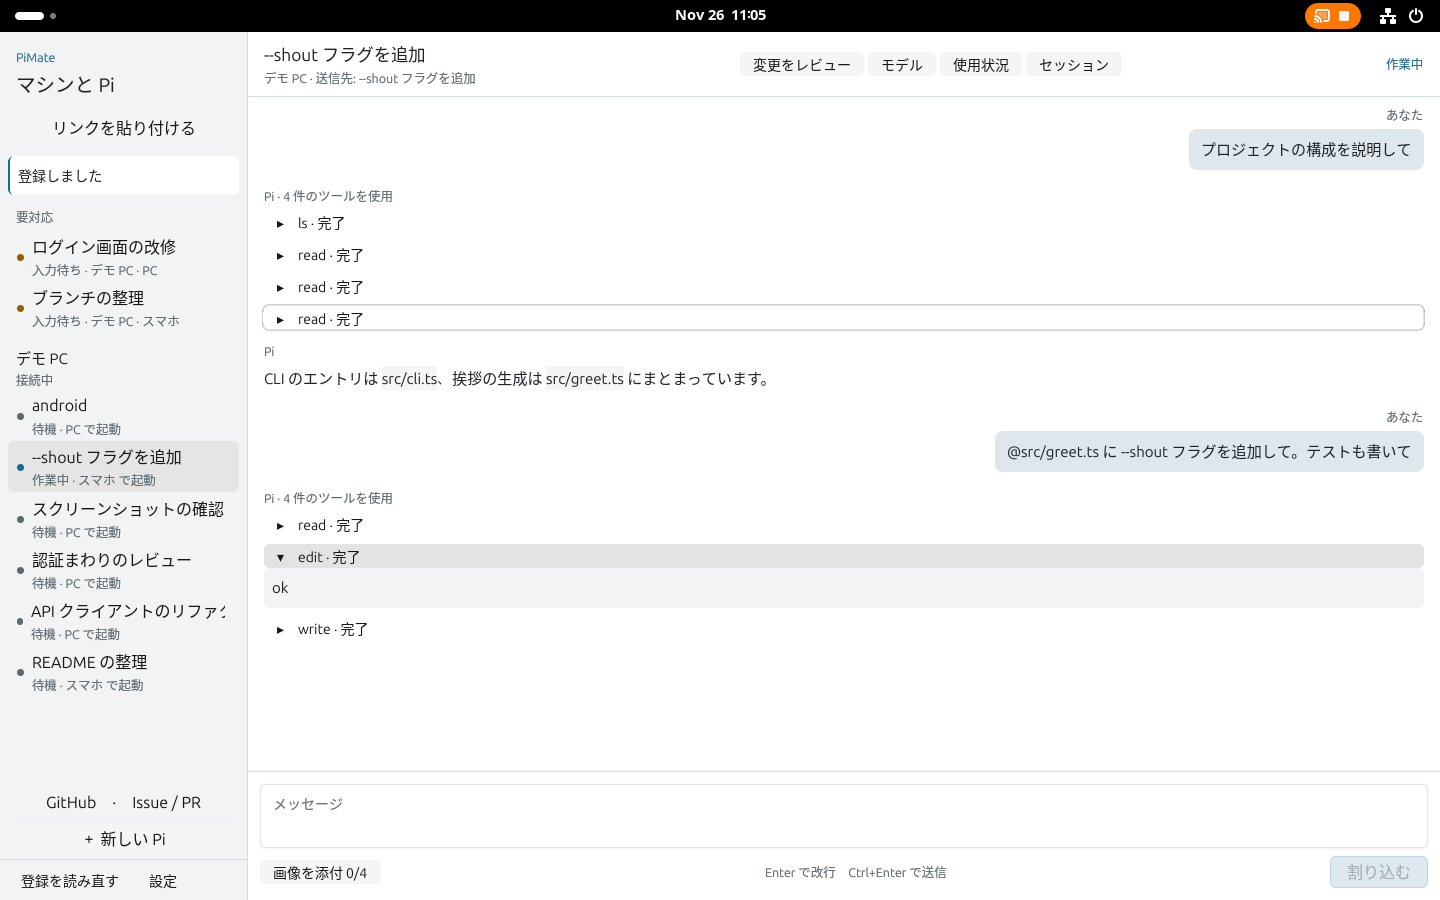 Nov 26 11:05
PiMate
マシンと Pi
リンクを貼り付ける
登録しました
要対応
ログイン画面の改修
入力待ち · デモ PC · PC
ブランチの整理
入力待ち · デモ PC · スマホ
デモ PC
接続中
android
待機 · PC で起動
--shout フラグを追加
作業中 · スマホ で起動
スクリーンショットの確認
待機 · PC で起動
認証まわりのレビュー
待機 · PC で起動
API クライアントのリファク
待機 · PC で起動
README の整理
待機 · スマホ で起動
GitHub · Issue / PR
+ 新しい Pi
登録を読み直す 設定
--shout フラグを追加
デモ PC · 送信先: --shout フラグを追加
変更をレビュー モデル 使用状況 セッション
作業中
あなた
プロジェクトの構成を説明して
Pi · 4 件のツールを使用
▸ ls · 完了
▸ read · 完了
▸ read · 完了
▸ read · 完了
Pi
CLI のエントリは src/cli.ts、挨拶の生成は src/greet.ts にまとまっています。
あなた
@src/greet.ts に --shout フラグを追加して。テストも書いて
Pi · 4 件のツールを使用
▸ read · 完了
▾ edit · 完了
ok
▸ write · 完了
メッセージ
画像を添付 0/4
Enter で改行 Ctrl+Enter で送信
割り込む